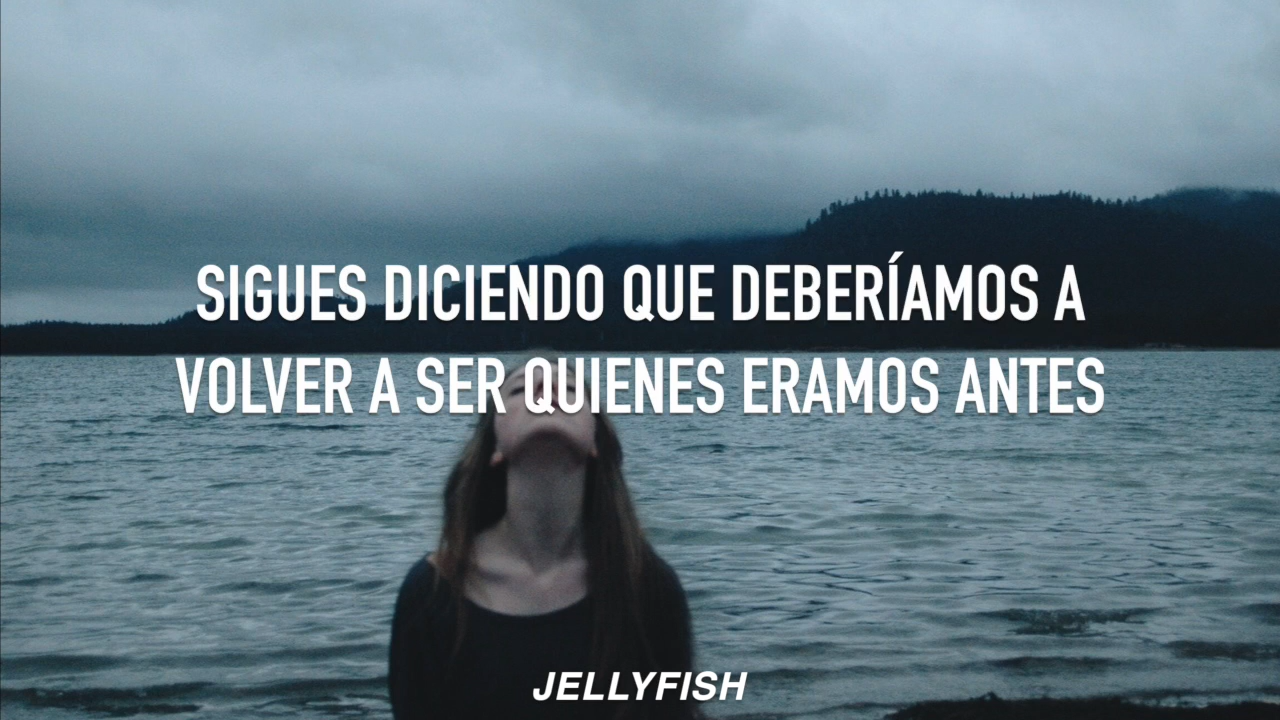 SIGUES DICIENDO QUE DEBERÍAMOS A
VOLVER A SER QUIENES ERAMOS ANTES
JELLYFISH